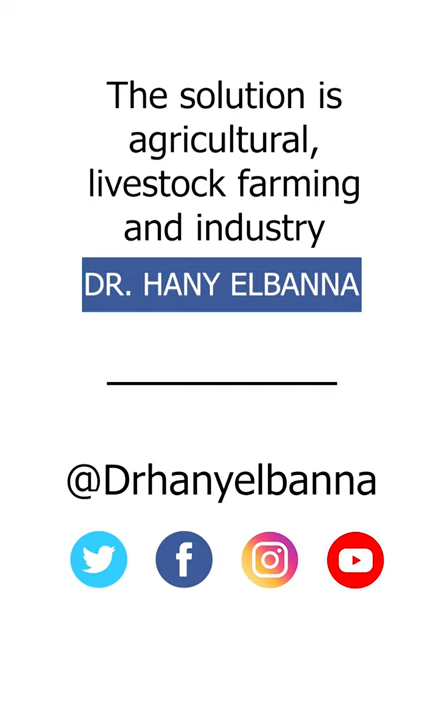 The solution is
agricultural,
livestock farming
and industry
DR. HANY ELBANNA
@Drhanyelbanna